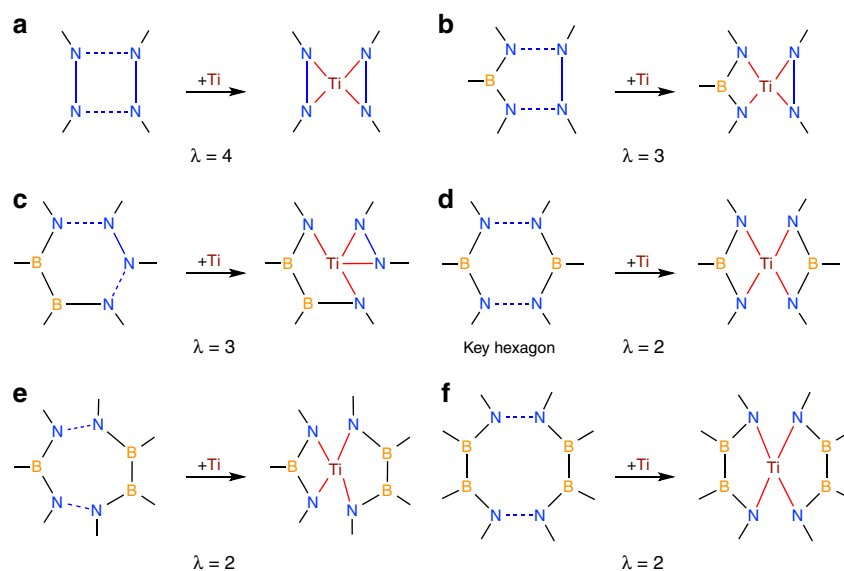 a
N N
N N
+Ti
N N
Ti
N N
λ = 4
b
N N
B
N N
+Ti
N N
B Ti
N N
λ = 3
c
N N
B N
B N
+Ti
N N
B Ti N
B N
λ = 3
d
N N
B B
N N
Key hexagon
+Ti
N N
B Ti B
N N
λ = 2
e
N N
B B
B
N N
+Ti
N N
B B
Ti
B
N N
λ = 2
f
N N
B B
B B
N N
+Ti
N N
B B
Ti
B B
N N
λ = 2